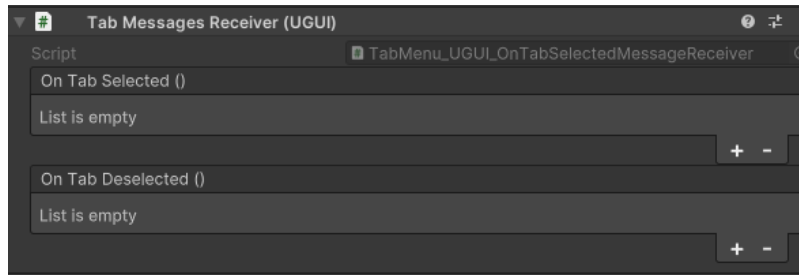 Tab Messages Receiver (UGUI)
Script TabMenu_UGUI_OnTabSelectedMessageReceiver
On Tab Selected ()
List is empty
+ -
On Tab Deselected ()
List is empty
+ -